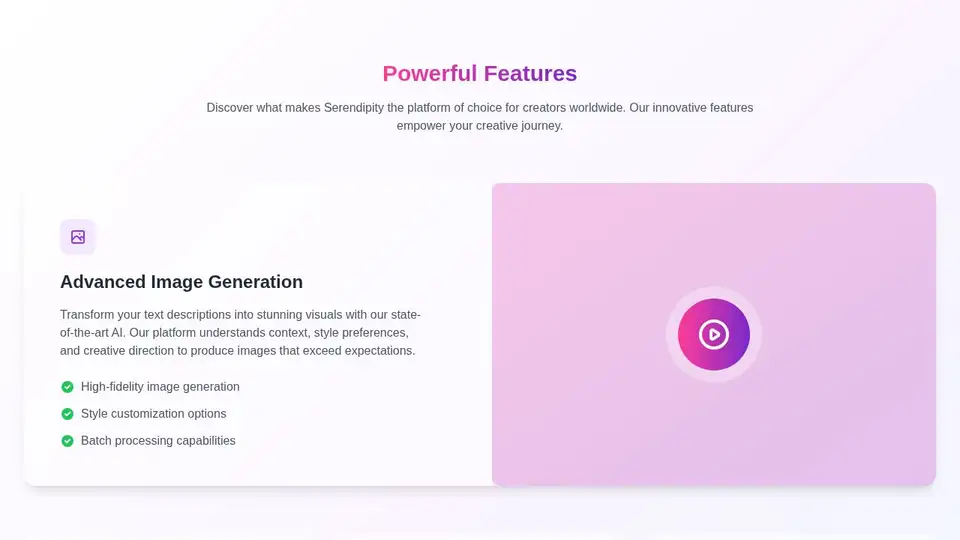 Powerful Features
Discover what makes Serendipity the platform of choice for creators worldwide. Our innovative features
empower your creative journey.
Advanced Image Generation
Transform your text descriptions into stunning visuals with our state-
of-the-art AI. Our platform understands context, style preferences,
and creative direction to produce images that exceed expectations.
High-fidelity image generation
Style customization options
Batch processing capabilities